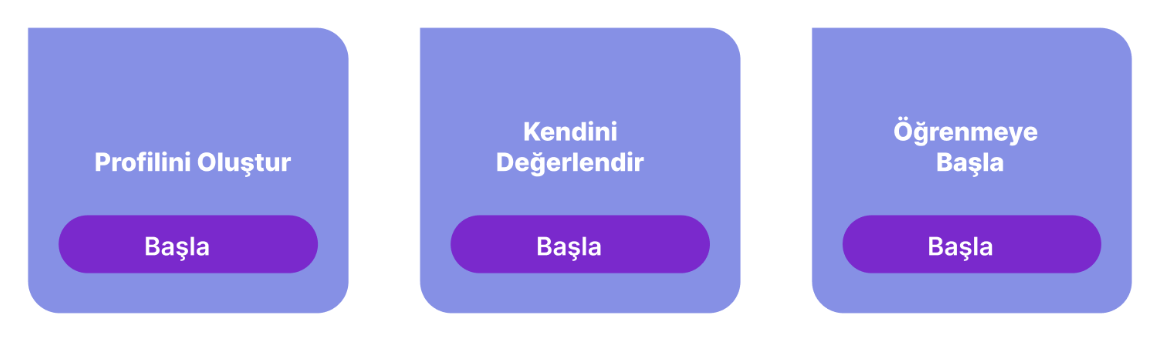 Profilini Oluştur
Başla
Kendini
Değerlendir
Başla
Öğrenmeye
Başla
Başla